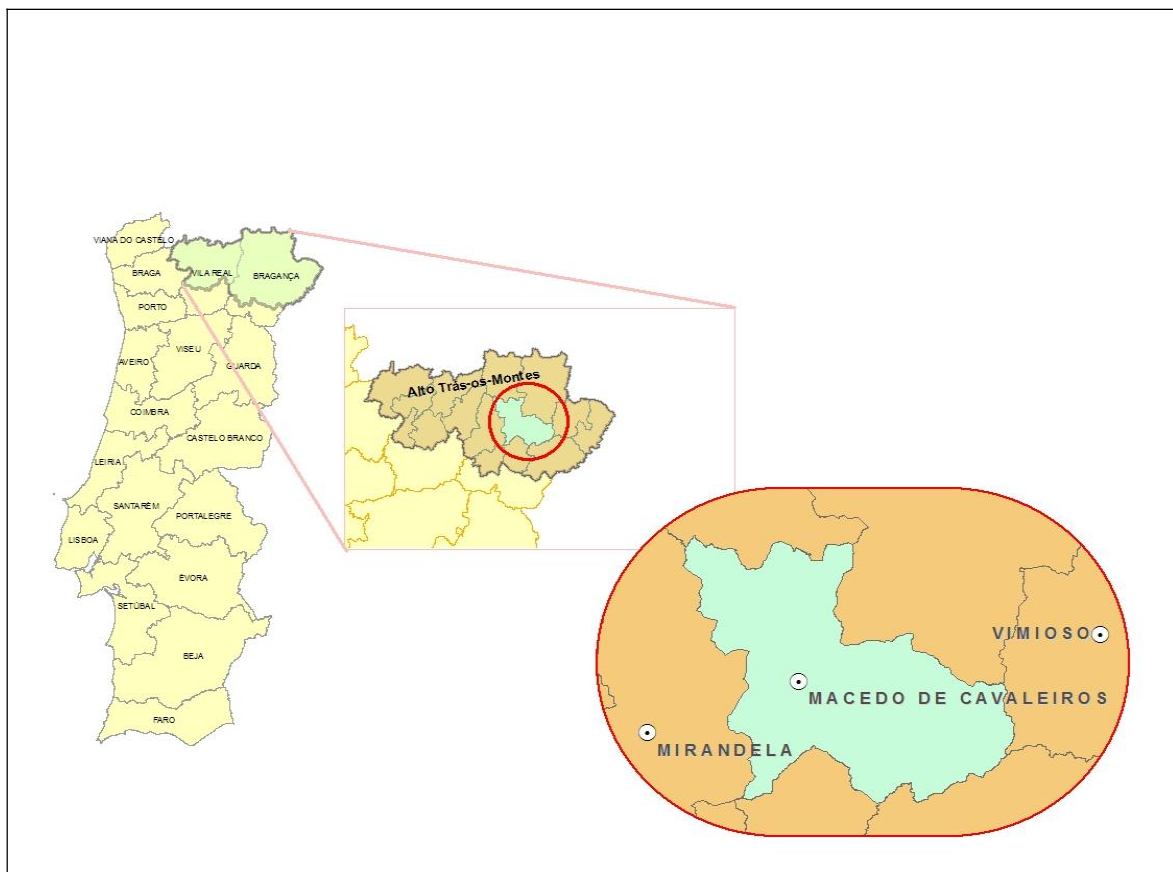 VIANA DO CASTELO
BRAGA
VILA REAL
BRAGANÇA
PORTO
AVEIRO
VISEU
GUARDA
COIMBRA
CASTELO BRANCO
LEIRIA
SANTARÉM
PORTALEGRE
LISBOA
ÉVORA
SETÚBAL
BEJA
FARO
Alto Trás-os-Montes
VIMIOSO
MACEDO DE CAVALEIROS
MIRANDELA